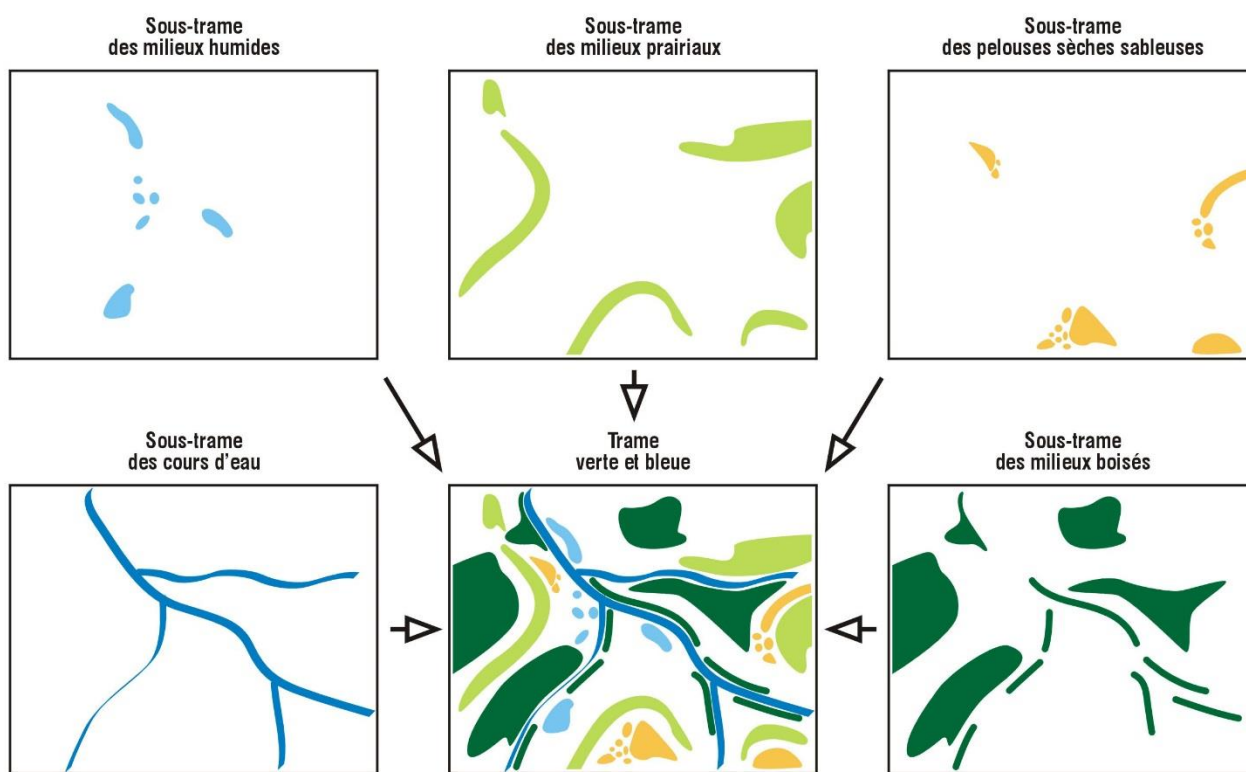 Sous-trame
des milieux humides
Sous-trame
des milieux prairiaux
Sous-trame
des pelouses sèches sableuses
Sous-trame
des cours d'eau
Trame
verte et bleue
Sous-trame
des milieux boisés